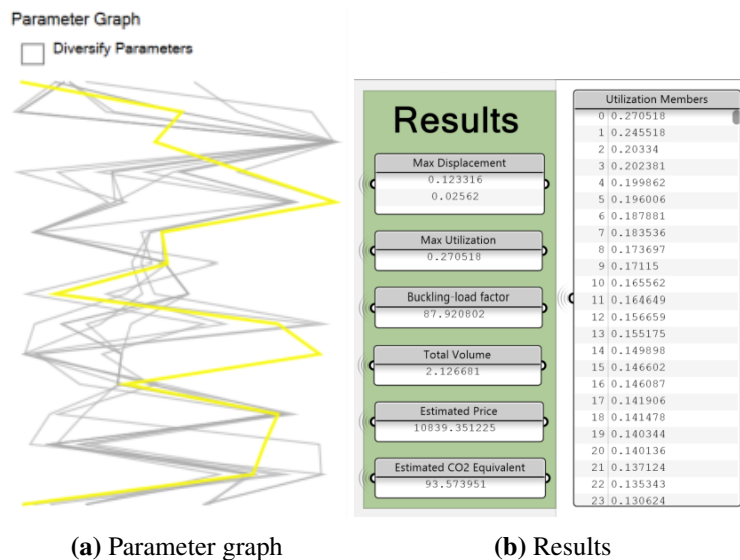 Parameter Graph
Diversify Parameters
Results
Max Displacement
0.123316
0.02562
Max Utilization
0.270518
Buckling-load factor
87.920802
Total Volume
2.126681
Estimated Price
10839.351225
Estimated CO2 Equivalent
93.573951
Utilization Members
0 0.270518
1 0.245518
2 0.20334
3 0.202381
4 0.199862
5 0.196006
6 0.187881
7 0.183536
8 0.173697
9 0.17115
10 0.165562
11 0.164649
12 0.156659
13 0.155175
14 0.149898
15 0.146602
16 0.146087
17 0.141906
18 0.141478
19 0.140344
20 0.140136
21 0.137124
22 0.135343
23 0.130624
(a) Parameter graph
(b) Results